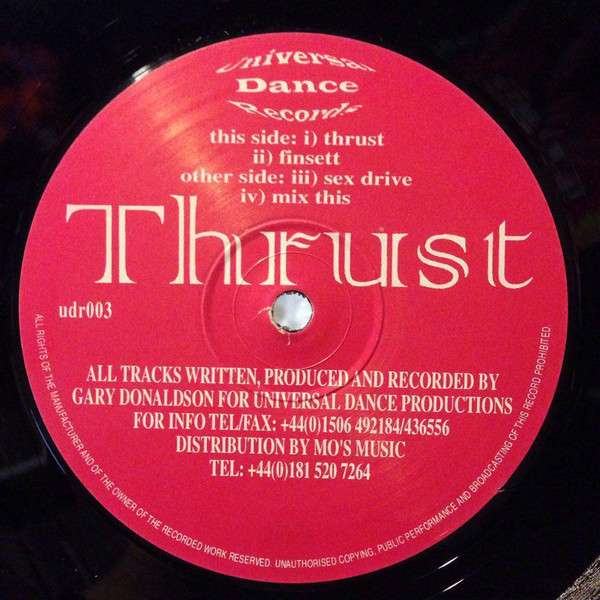 Universal
Dance
Records
this side: i) thrust
ii) finsett
other side: iii) sex drive
iv) mix this
Thrust
udr003
ALL TRACKS WRITTEN, PRODUCED AND RECORDED BY
GARY DONALDSON FOR UNIVERSAL DANCE PRODUCTIONS
FOR INFO TEL/FAX: +44(0)1506 492184/436556
DISTRIBUTION BY MO'S MUSIC
TEL: +44(0)181 520 7264
ALL RIGHTS OF THE MANUFACTURER AND OF THE OWNER OF THE RECORDED WORK RESERVED. UNAUTHORISED COPYING, PUBLIC PERFORMANCE AND BROADCASTING OF THIS RECORD PROHIBITED